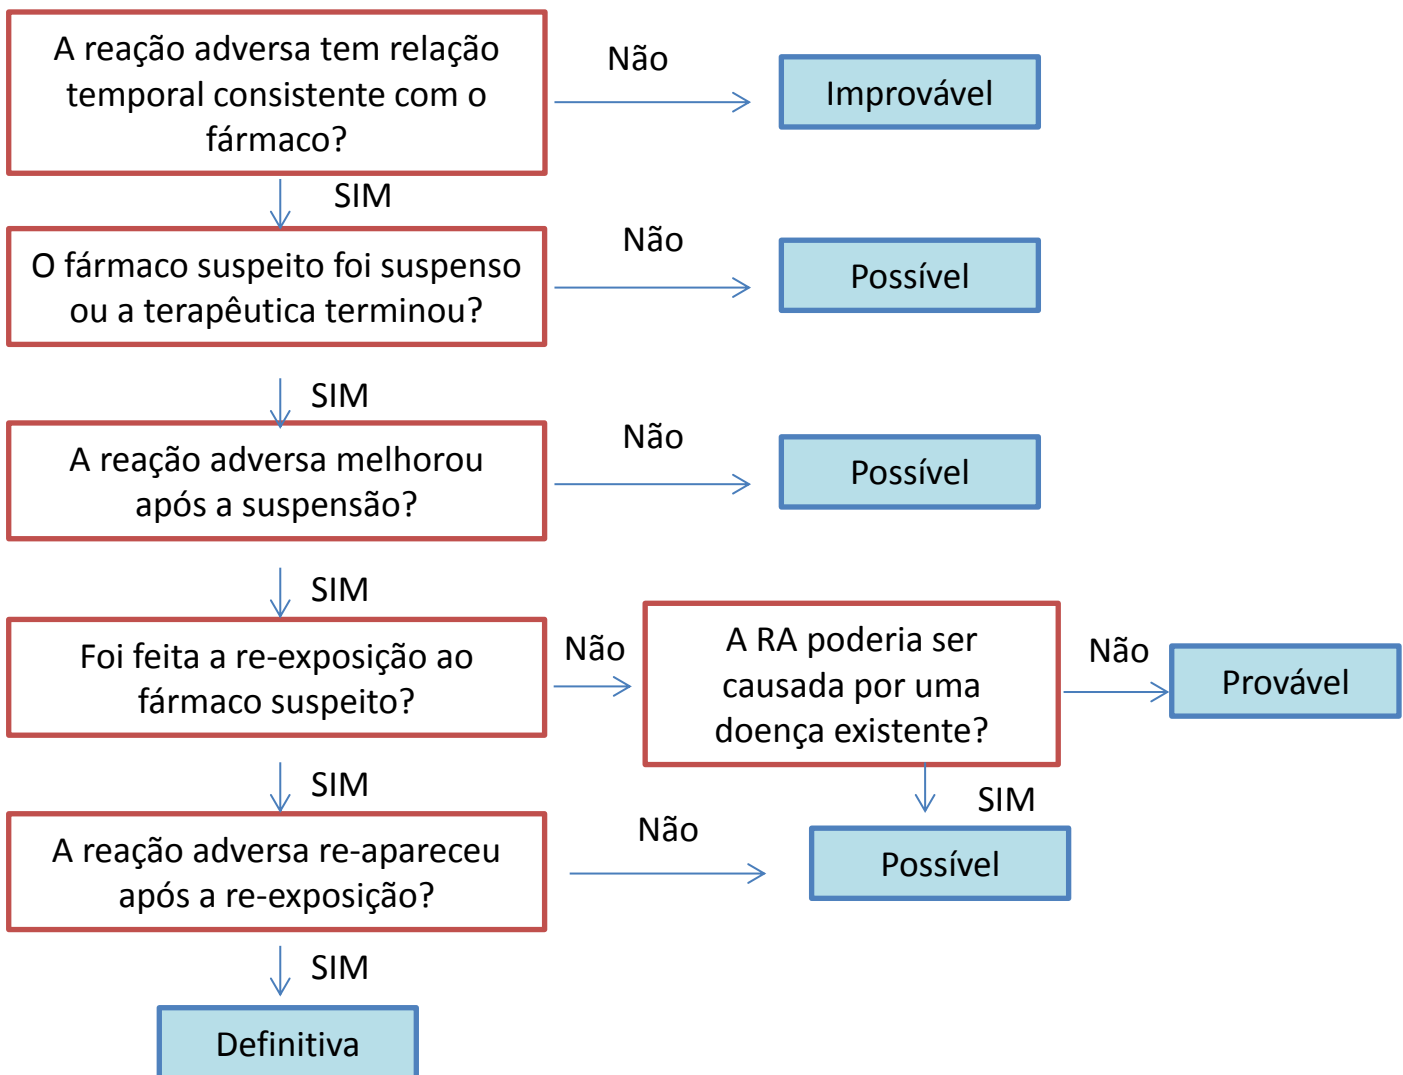 A reação adversa tem relação
temporal consistente com o
fármaco?
Não
Improvável
SIM
O fármaco suspeito foi suspenso
ou a terapêutica terminou?
Não
Possível
SIM
A reação adversa melhorou
após a suspensão?
Não
Possível
SIM
Foi feita a re-exposição ao
fármaco suspeito?
Não
A RA poderia ser
causada por uma
doença existente?
Não
Provável
SIM
SIM
A reação adversa re-apareceu
após a re-exposição?
Não
Possível
SIM
Definitiva